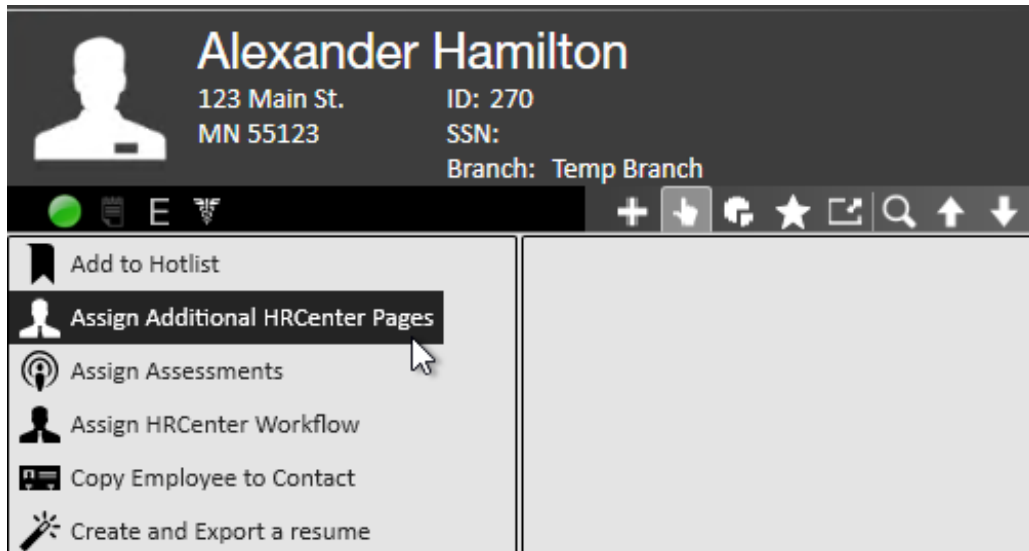 Alexander Hamilton
123 Main St.
ID: 270
MN 55123
SSN:
Branch: Temp Branch
E
Add to Hotlist
Assign Additional HRCenter Pages
Assign Assessments
Assign HRCenter Workflow
Copy Employee to Contact
Create and Export a resume